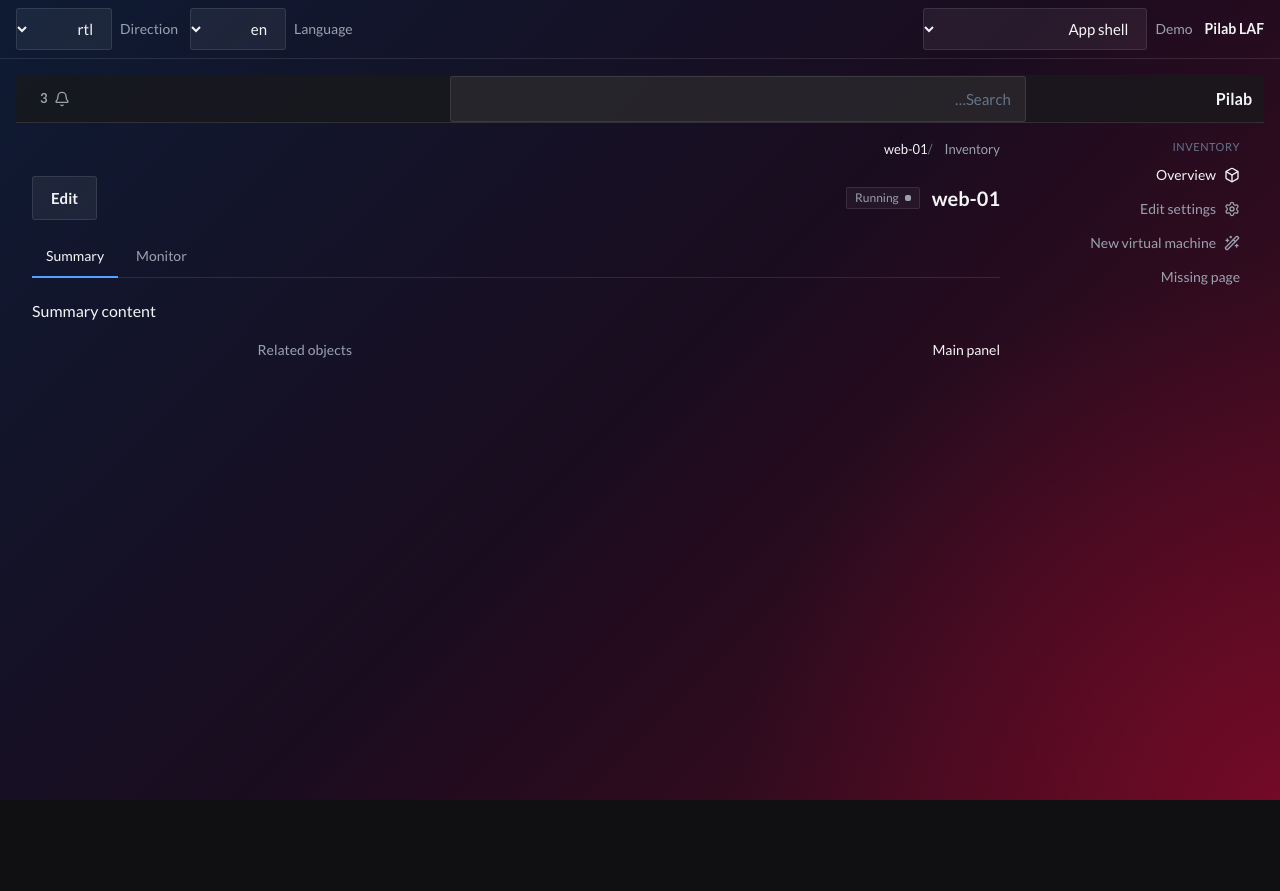 Pilab LAF Demo App shell Language en Direction rtl
Pilab ...Search 3
INVENTORY
Overview
Edit settings
New virtual machine
Missing page
Inventory /web-01
web-01 Running Edit
Summary Monitor
Summary content
Main panel Related objects